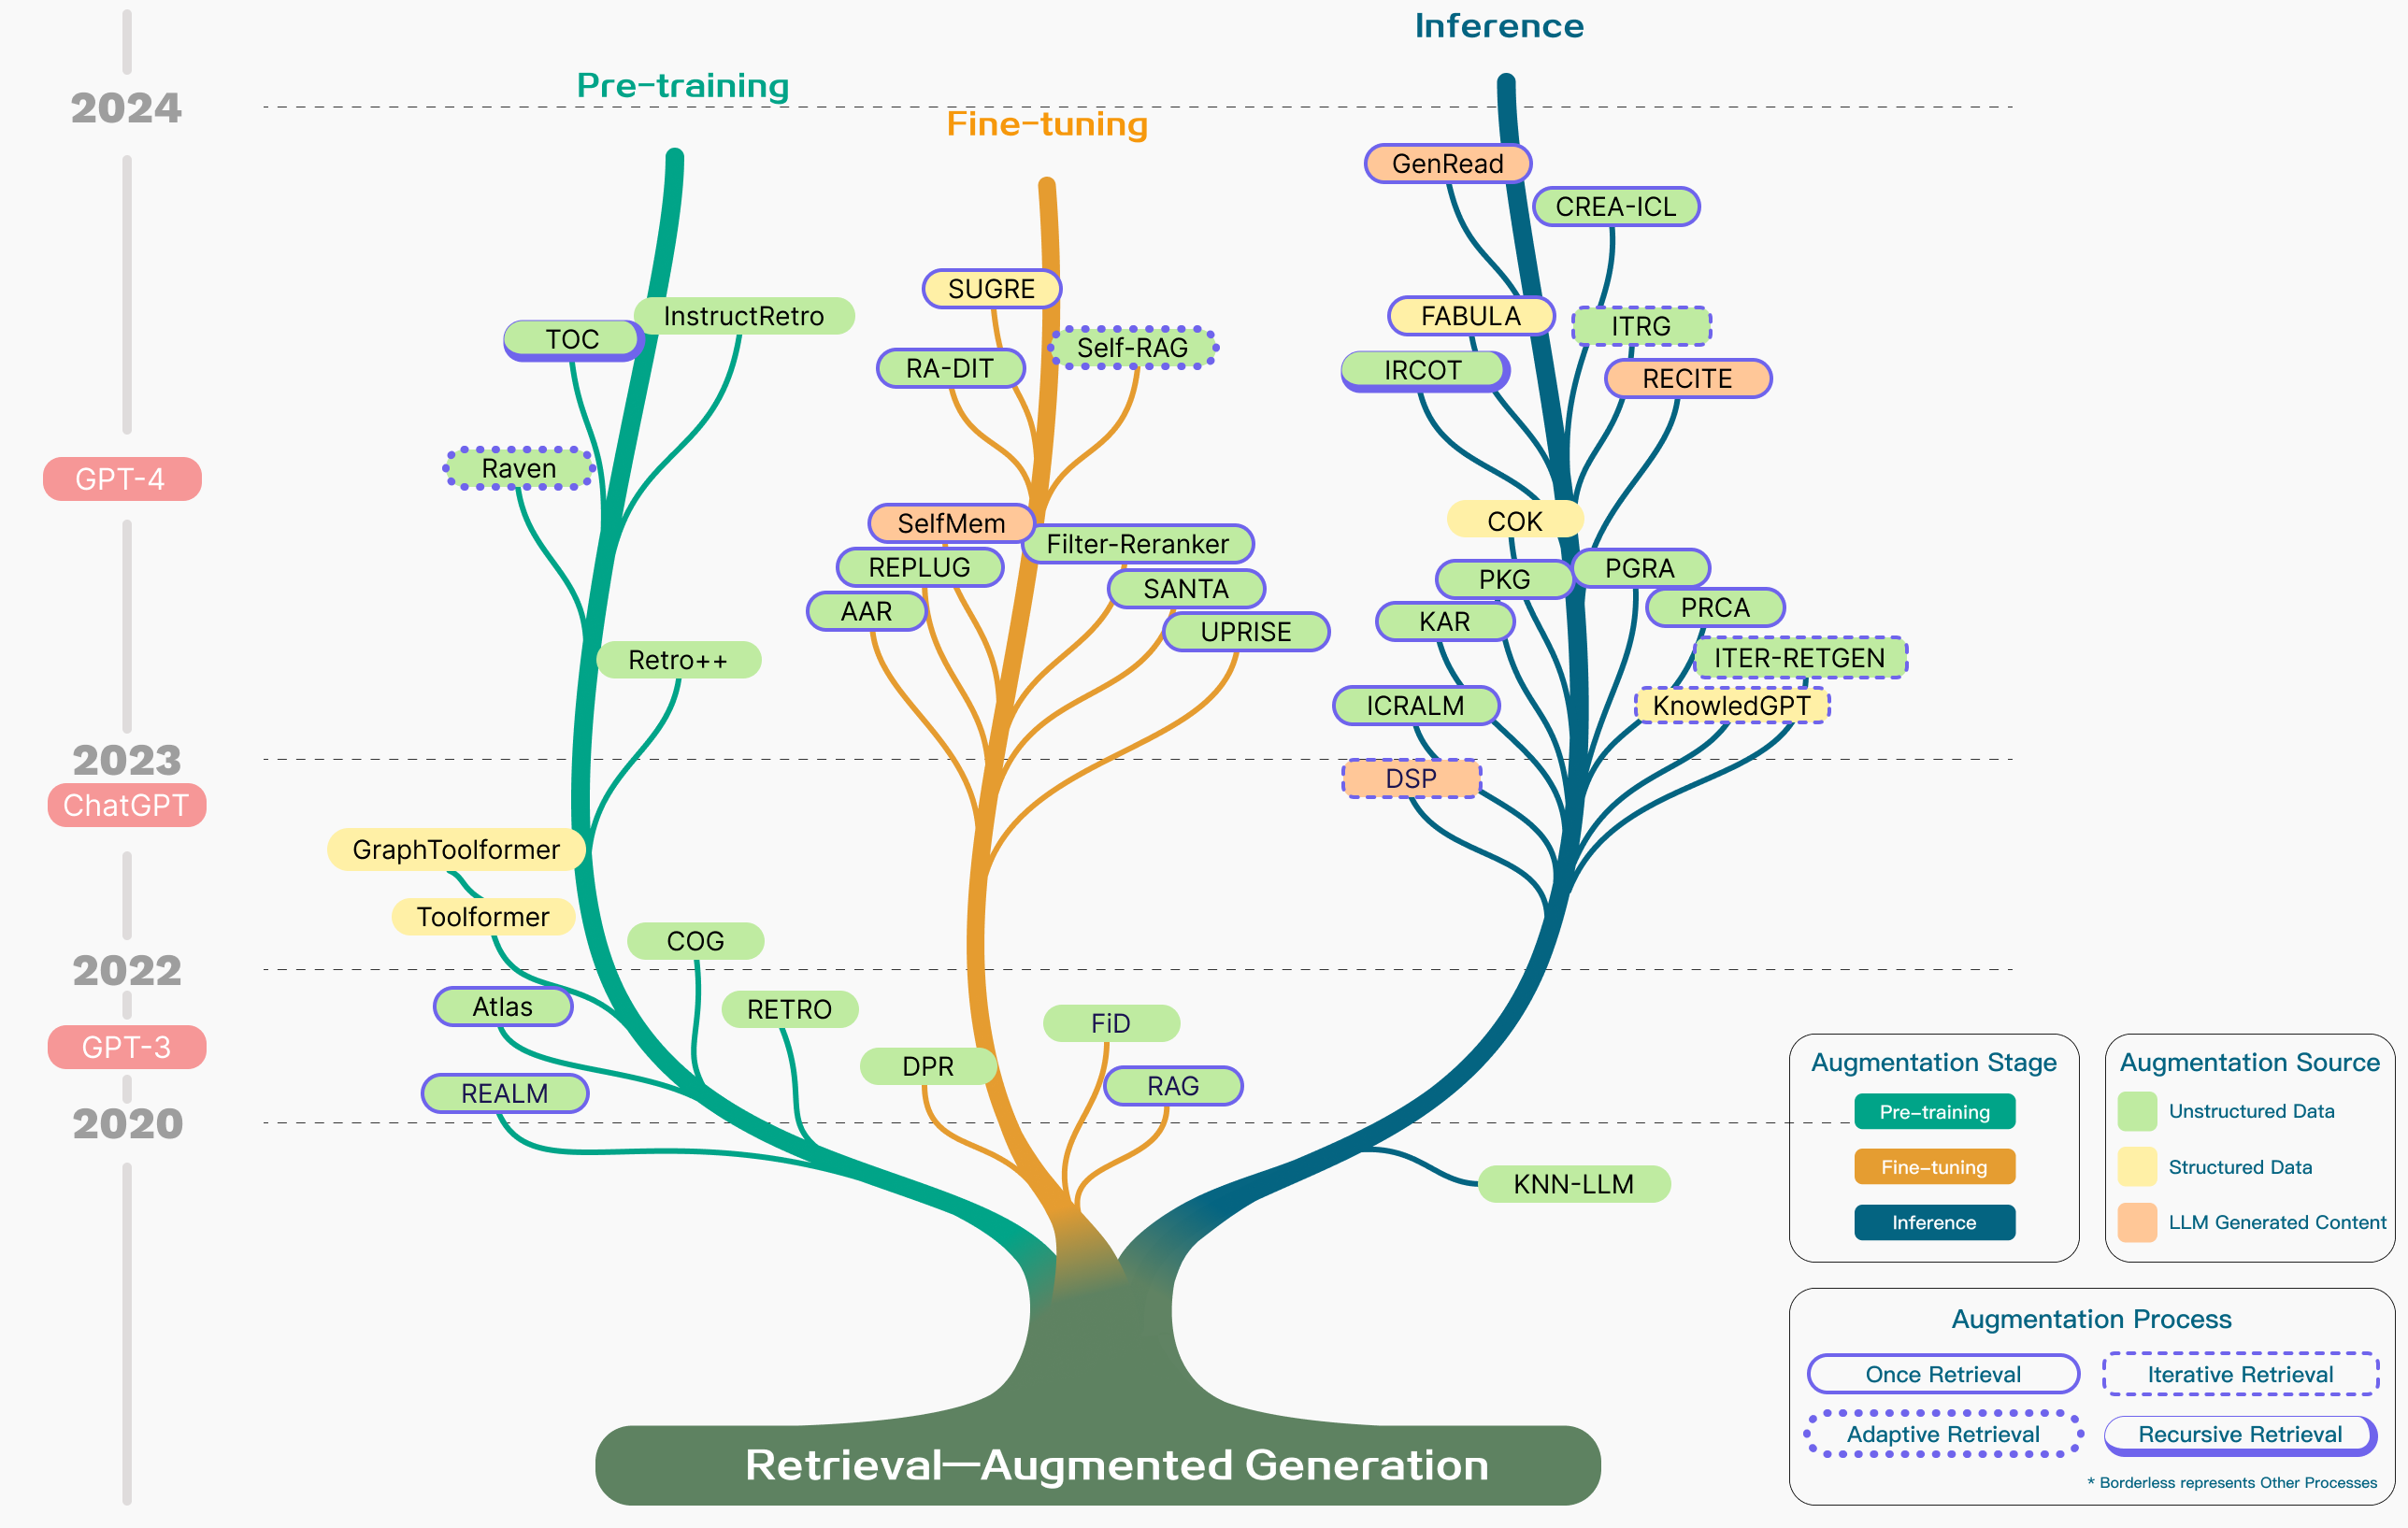 Inference
Pre-training
2024
Fine-tuning
GenRead
CREA-ICL
SUGRE
InstructRetro
FABULA
ITRG
TOC
Self-RAG
RA-DIT
IRCOT
RECITE
Raven
GPT-4
SelfMem
COK
Filter-Reranker
REPLUG
PGRA
PKG
SANTA
AAR
PRCA
KAR
UPRISE
Retro++
ITER-RETGEN
ICRALM
KnowledGPT
2023
DSP
ChatGPT
GraphToolformer
Toolformer
COG
2022
Atlas
RETRO
FiD
GPT-3
DPR
RAG
REALM
2020
KNN-LLM
Augmentation Stage
Pre-training
Fine-tuning
Inference
Augmentation Source
Unstructured Data
Structured Data
LLM Generated Content
Augmentation Process
Once Retrieval
Iterative Retrieval
Adaptive Retrieval
Recursive Retrieval
* Borderless represents Other Processes
Retrieval—Augmented Generation